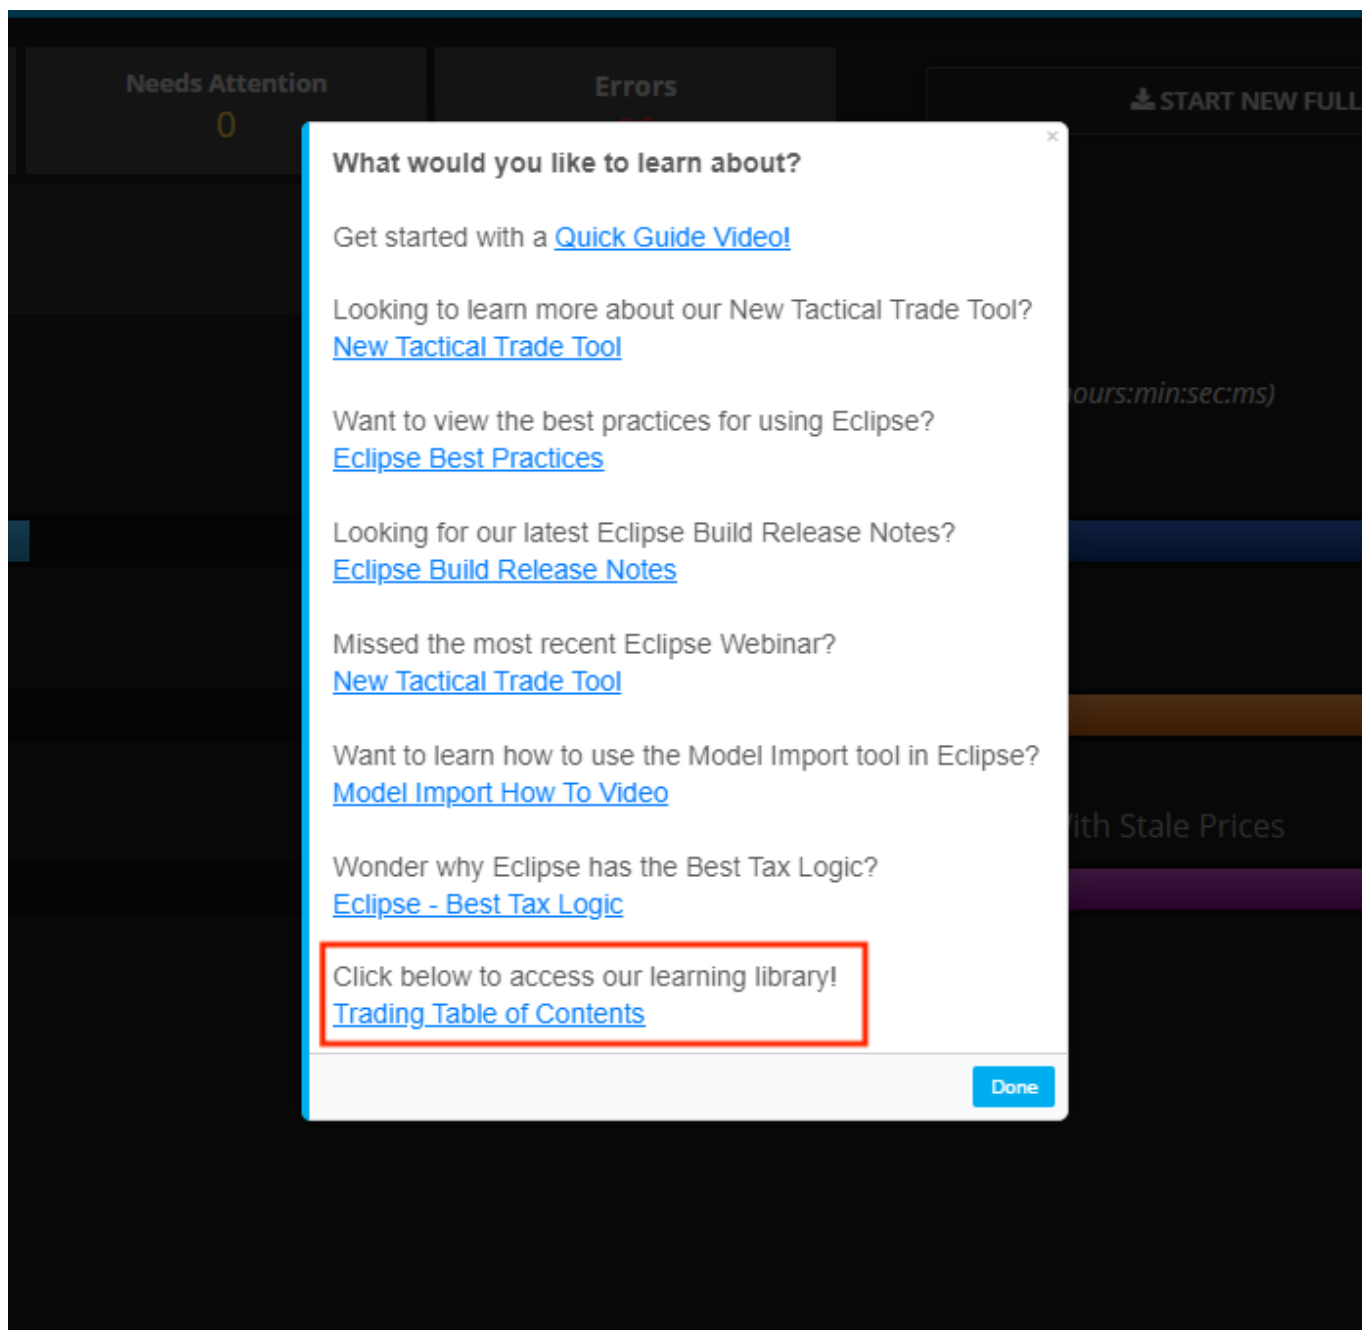 Needs Attention
0
Errors
START NEW FULL
What would you like to learn about?
×
Get started with a Quick Guide Video!
Looking to learn more about our New Tactical Trade Tool?
New Tactical Trade Tool
ours:min:sec:ms)
Want to view the best practices for using Eclipse?
Eclipse Best Practices
Looking for our latest Eclipse Build Release Notes?
Eclipse Build Release Notes
Missed the most recent Eclipse Webinar?
New Tactical Trade Tool
Want to learn how to use the Model Import tool in Eclipse?
Model Import How To Video
ith Stale Prices
Wonder why Eclipse has the Best Tax Logic?
Eclipse - Best Tax Logic
Click below to access our learning library!
Trading Table of Contents
Done